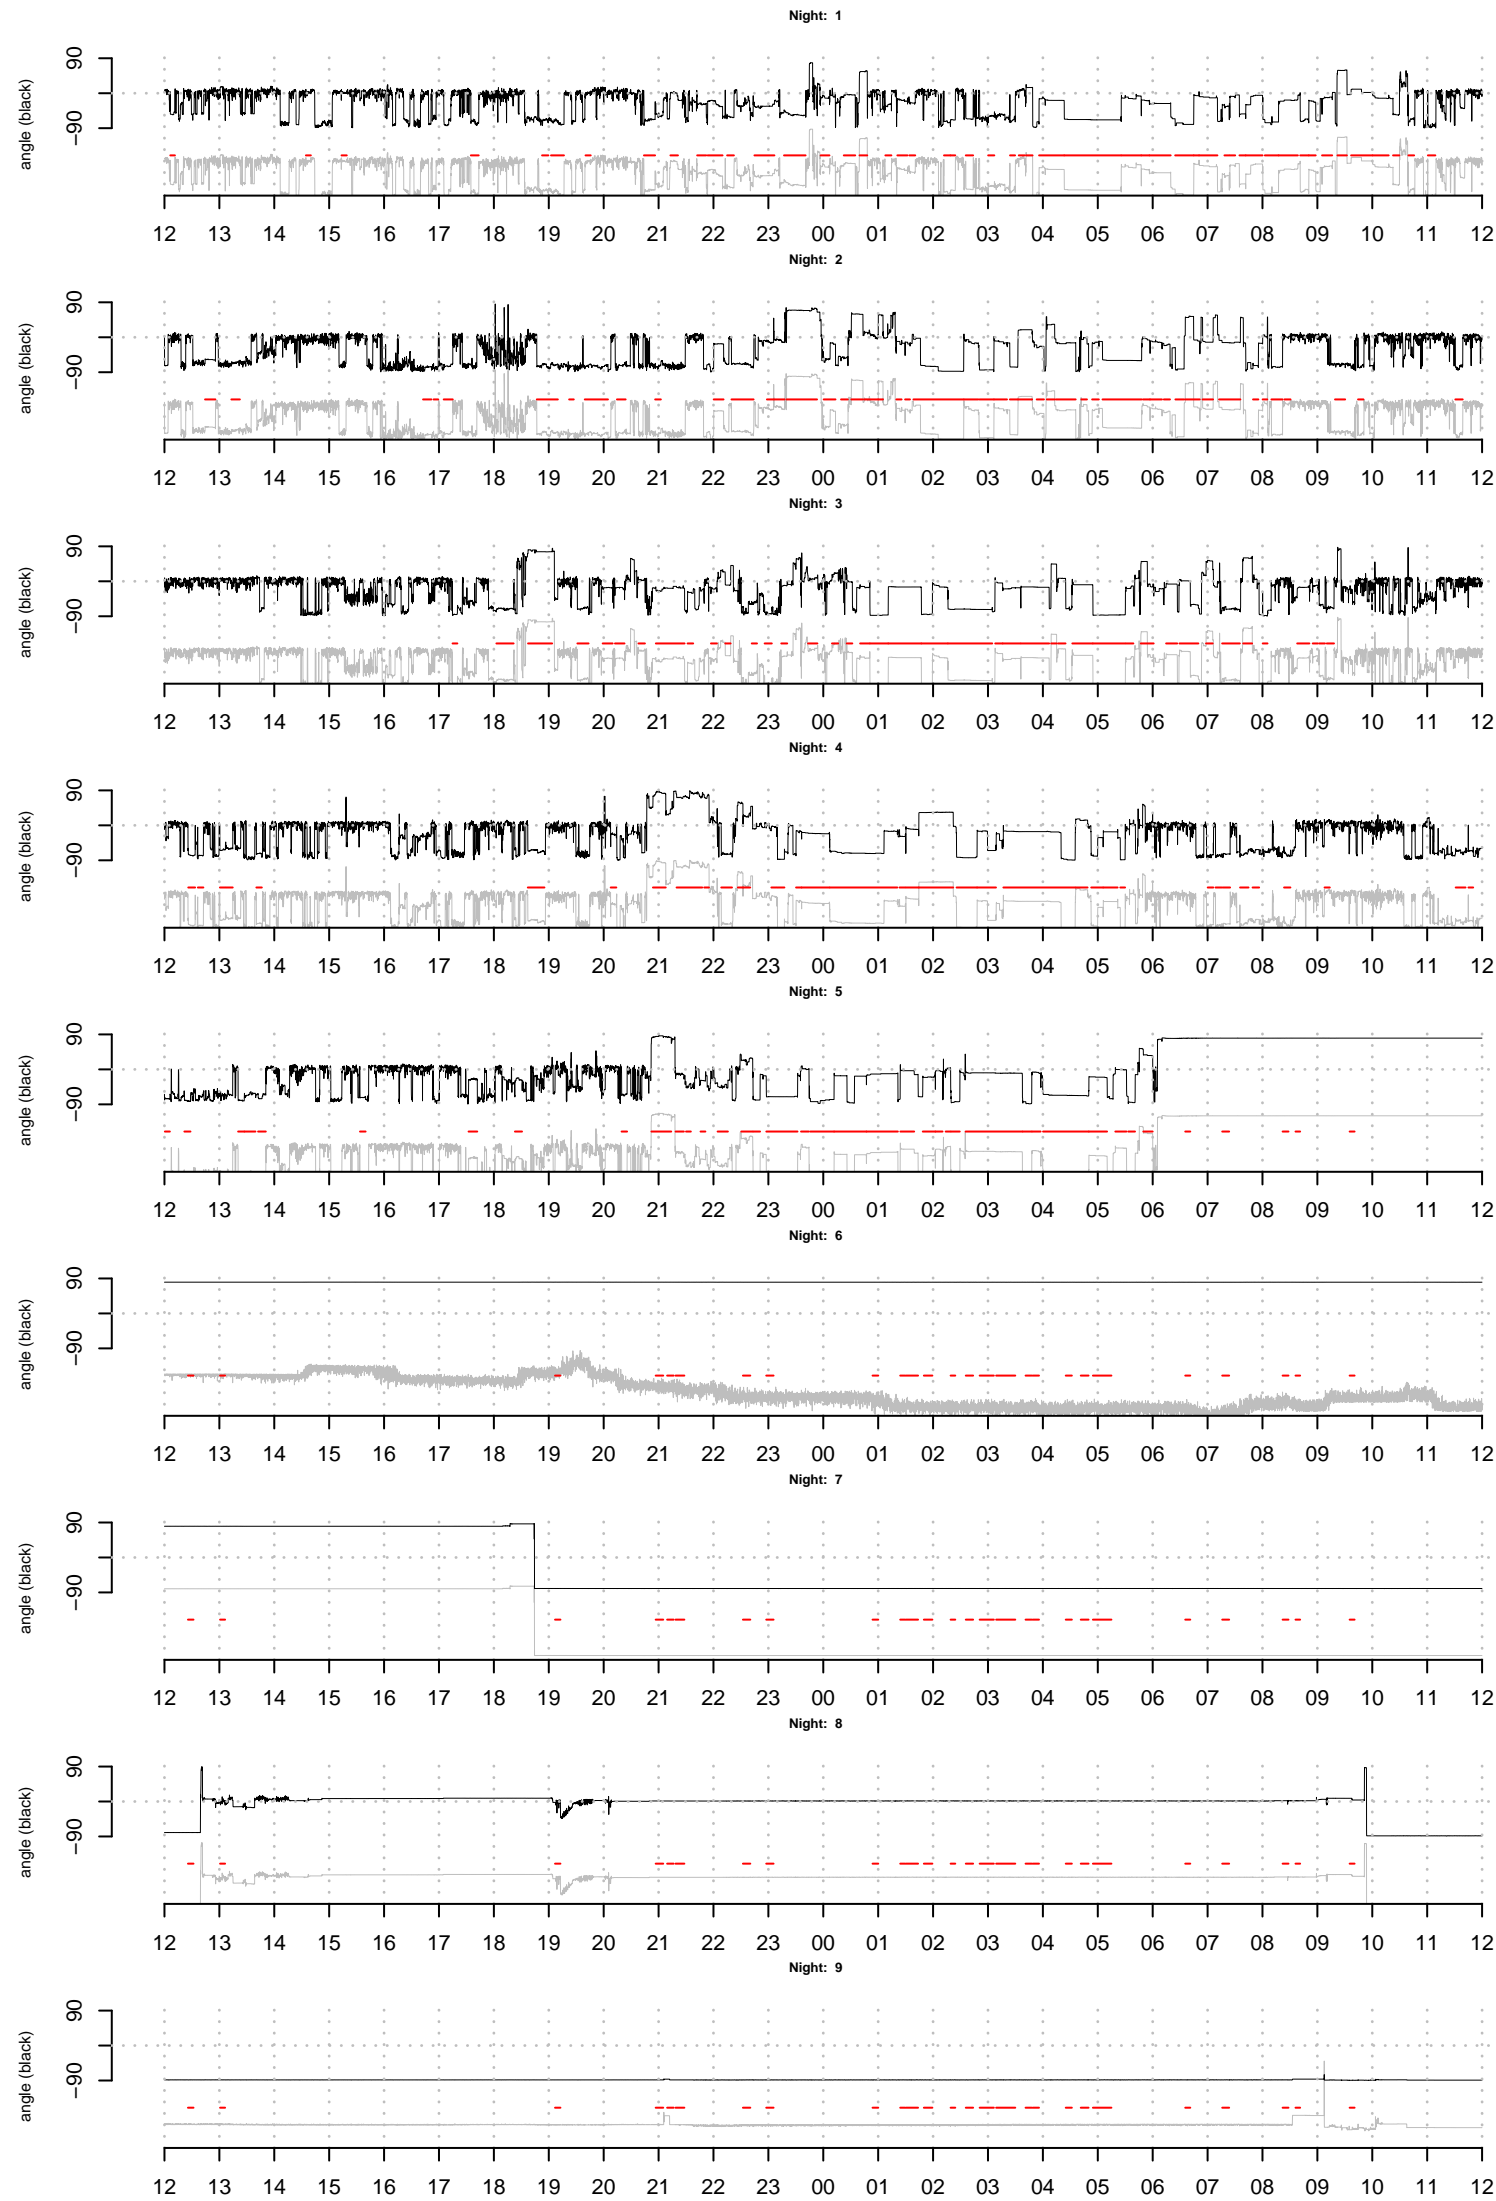 Night: 1
angle (black)
90
-90
12 13 14 15 16 17 18 19 20 21 22 23 00 01 02 03 04 05 06 07 08 09 10 11 12
Night: 2
angle (black)
90
-90
12 13 14 15 16 17 18 19 20 21 22 23 00 01 02 03 04 05 06 07 08 09 10 11 12
Night: 3
angle (black)
90
-90
12 13 14 15 16 17 18 19 20 21 22 23 00 01 02 03 04 05 06 07 08 09 10 11 12
Night: 4
angle (black)
90
-90
12 13 14 15 16 17 18 19 20 21 22 23 00 01 02 03 04 05 06 07 08 09 10 11 12
Night: 5
angle (black)
90
-90
12 13 14 15 16 17 18 19 20 21 22 23 00 01 02 03 04 05 06 07 08 09 10 11 12
Night: 6
angle (black)
90
-90
12 13 14 15 16 17 18 19 20 21 22 23 00 01 02 03 04 05 06 07 08 09 10 11 12
Night: 7
angle (black)
90
-90
12 13 14 15 16 17 18 19 20 21 22 23 00 01 02 03 04 05 06 07 08 09 10 11 12
Night: 8
angle (black)
90
-90
12 13 14 15 16 17 18 19 20 21 22 23 00 01 02 03 04 05 06 07 08 09 10 11 12
Night: 9
angle (black)
90
-90
12 13 14 15 16 17 18 19 20 21 22 23 00 01 02 03 04 05 06 07 08 09 10 11 12